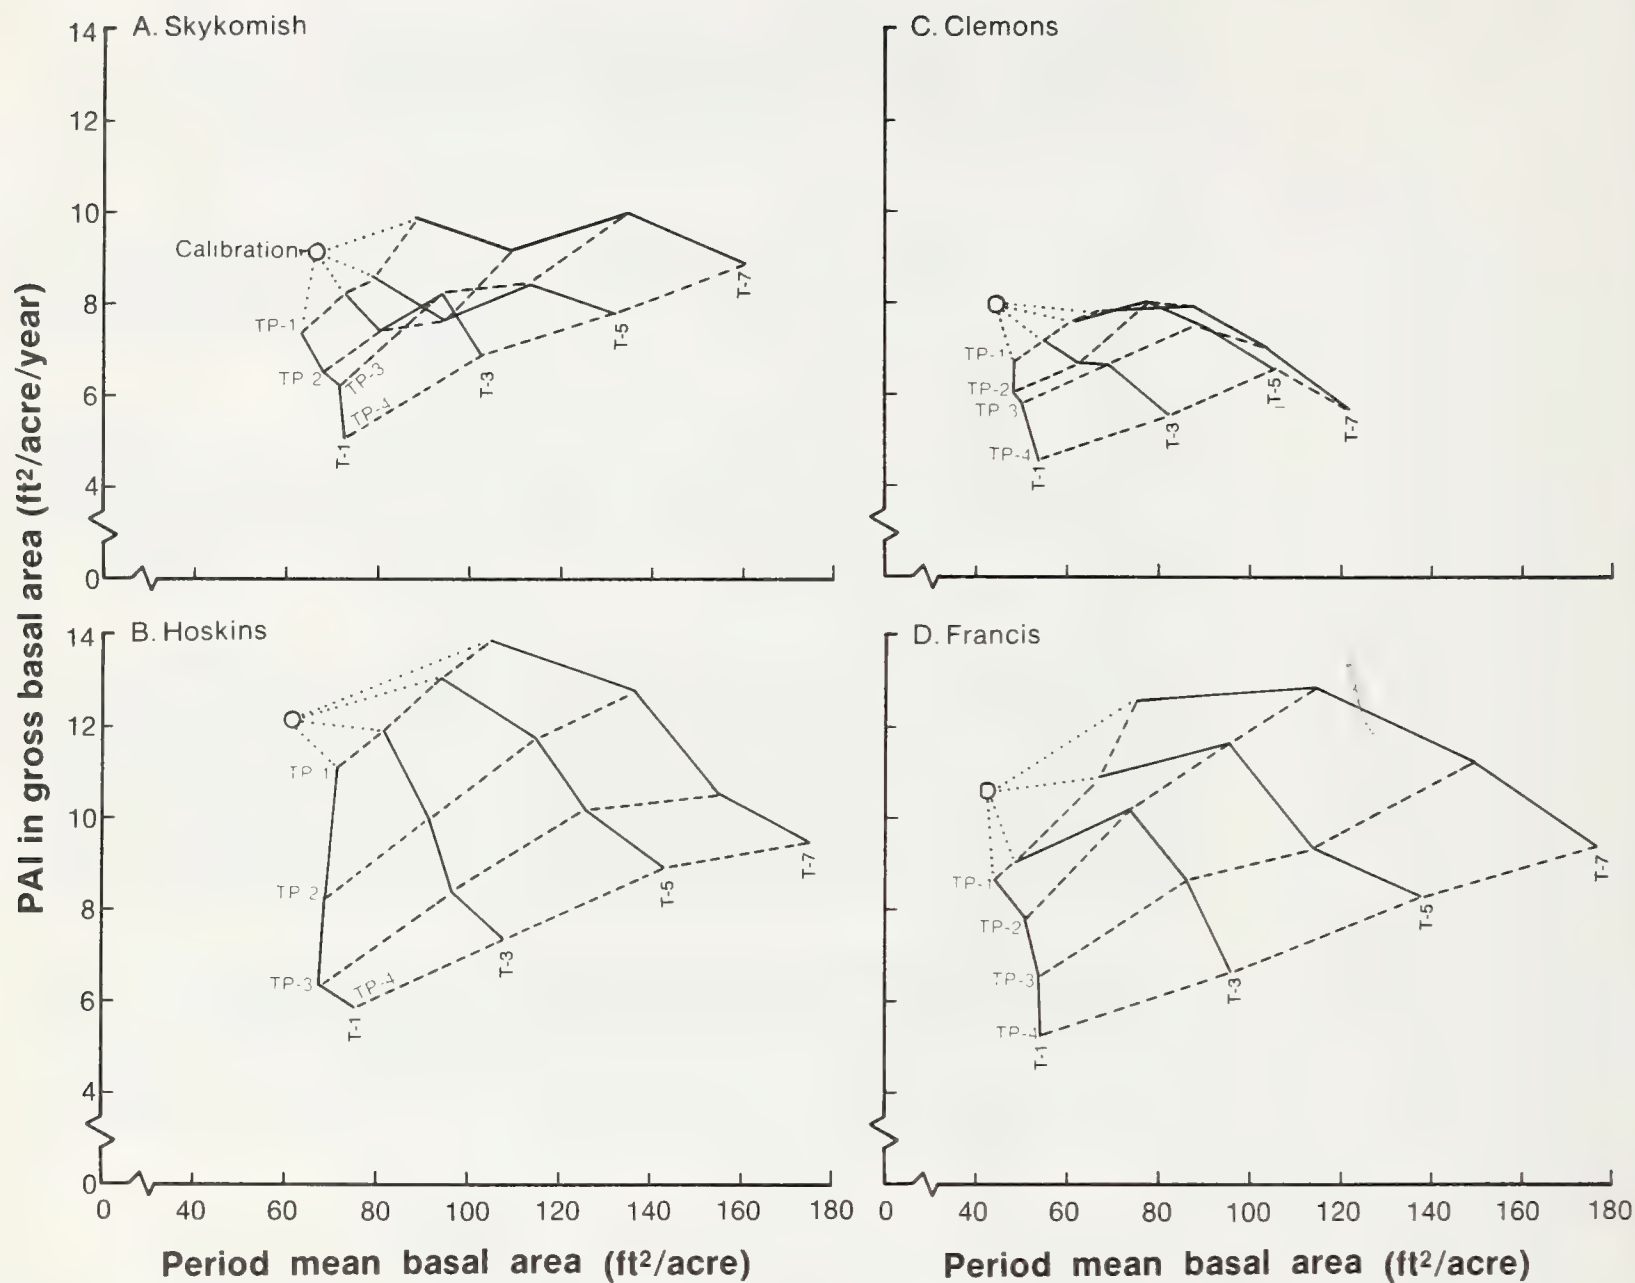 PAI in gross basal area (ft²/acre/year)
A. Skykomish
14
12
10
8
6
4
0
Calibration
TP-1
TP 2
TP-3
TP-4
T-1
T-3
T-5
T-7
C. Clemons
TP-1
TP-2
TP 3
TP-4
T-1
T-3
T-5
T-7
B. Hoskins
14
12
10
8
6
4
0
TP 1
TP 2
TP-3
TP-4
T-1
T-3
T-5
T-7
0 40 60 80 100 120 140 160 180
Period mean basal area (ft²/acre)
D. Francis
TP-1
TP-2
TP-3
TP-4
T-1
T-3
T-5
T-7
0 40 60 80 100 120 140 160 180
Period mean basal area (ft²/acre)